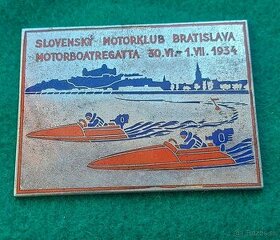 SLOVENSKÝ MOTORKLUB BRATISLAVA
MOTORBOATREGATTA 30.VI.-1.VII.1934